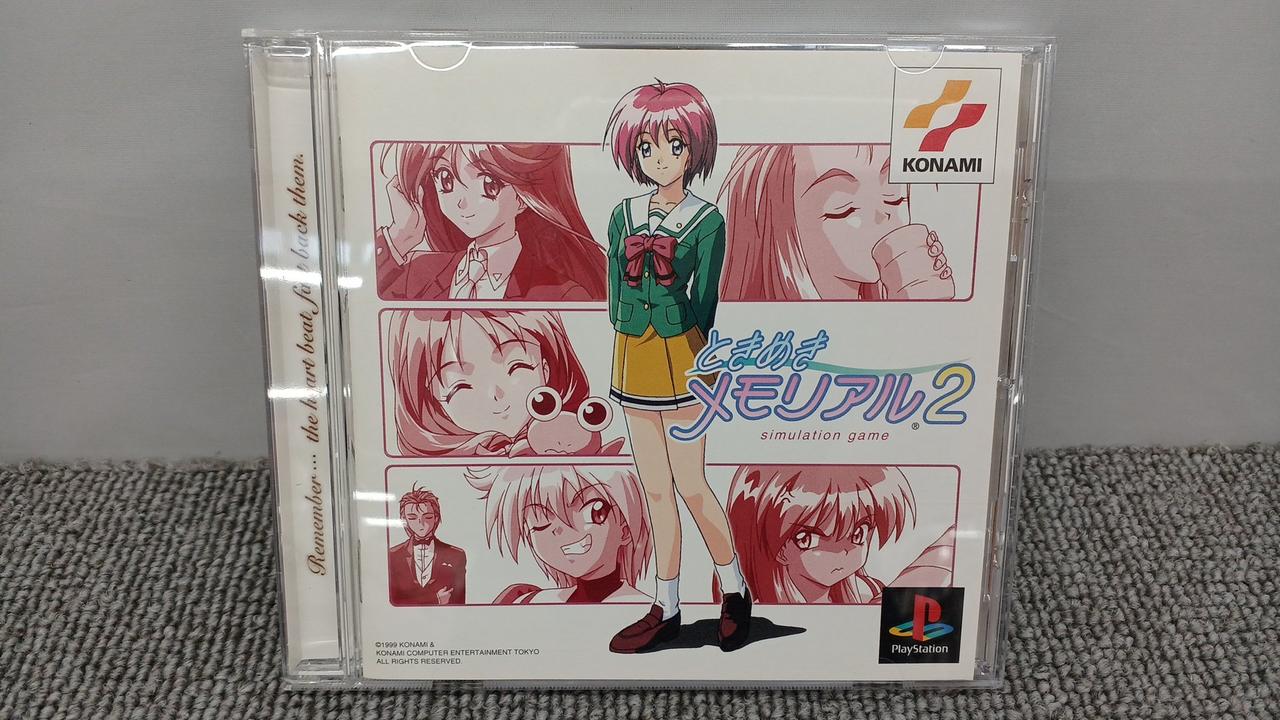 Remember... the heart beat back them.
KONAMI
ときめき
メモリアル2
®
simulation game
©1999 KONAMI &
KONAMI COMPUTER ENTERTAINMENT TOKYO
ALL RIGHTS RESERVED.
PlayStation